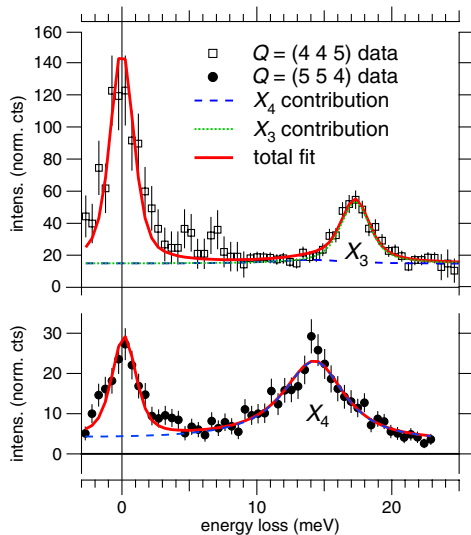 intens. (norm. cts)
160
140
120
100
80
60
40
20
0
Q = (4 4 5) data
Q = (5 5 4) data
X4 contribution
X3 contribution
total fit
X3
intens. (norm. cts)
30
20
10
0
X4
0
10
20
energy loss (meV)